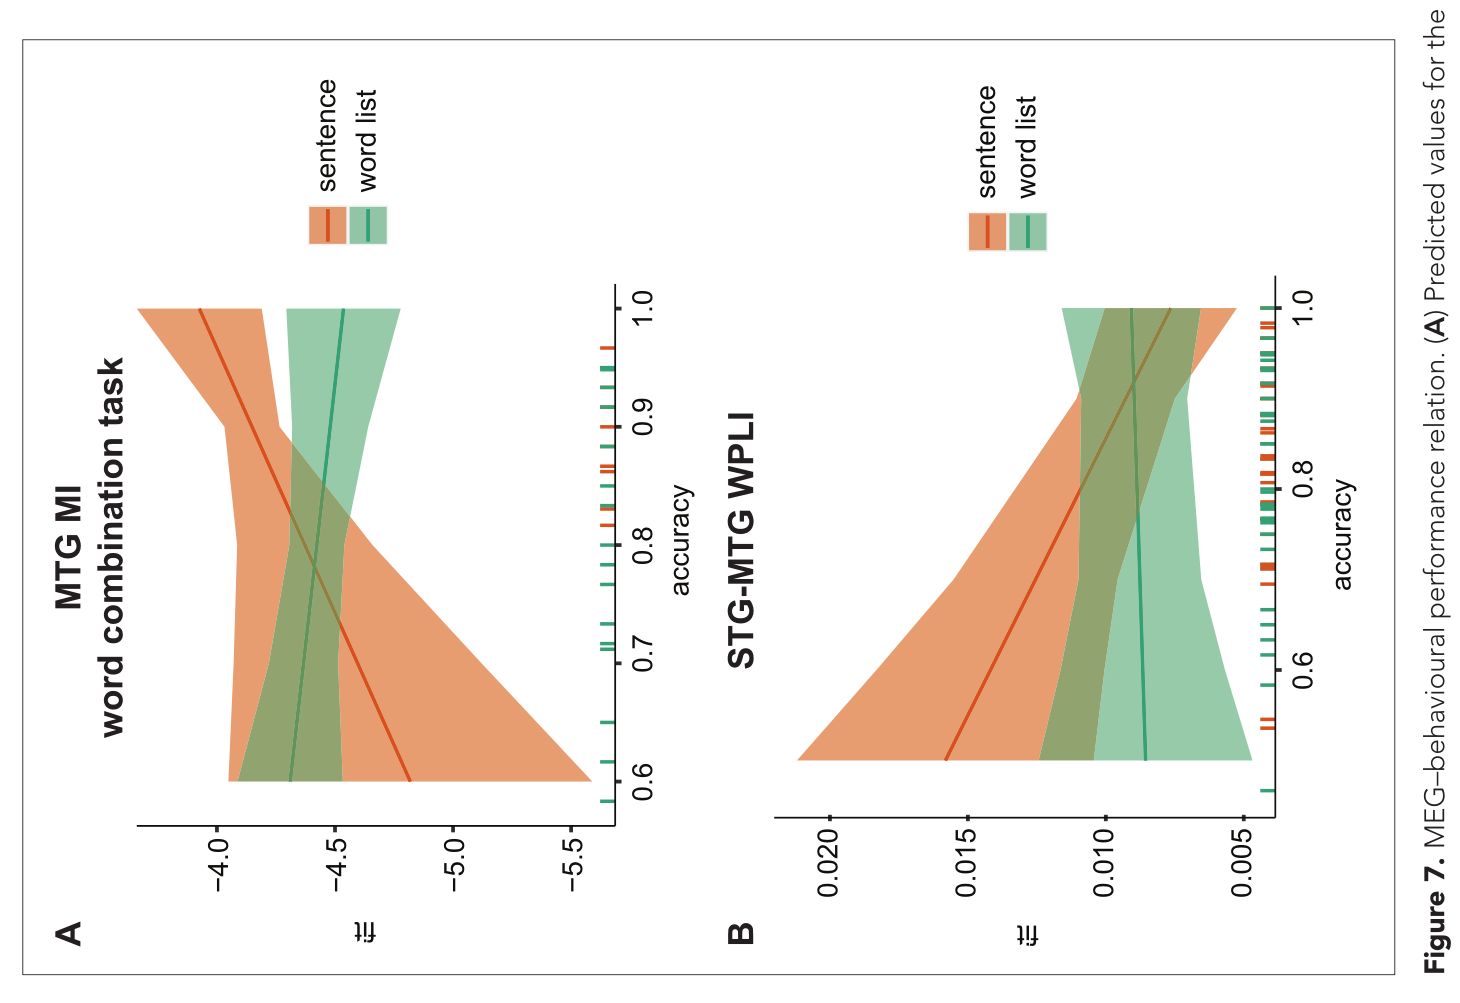 A
MTG MI
word combination task
fit
−4.0
−4.5
−5.0
−5.5
0.6
0.7
0.8
0.9
1.0
accuracy
sentence
word list
B
STG-MTG WPLI
fit
0.020
0.015
0.010
0.005
0.6
0.8
1.0
accuracy
sentence
word list
Figure 7. MEG–behavioural performance relation. (A) Predicted values for the